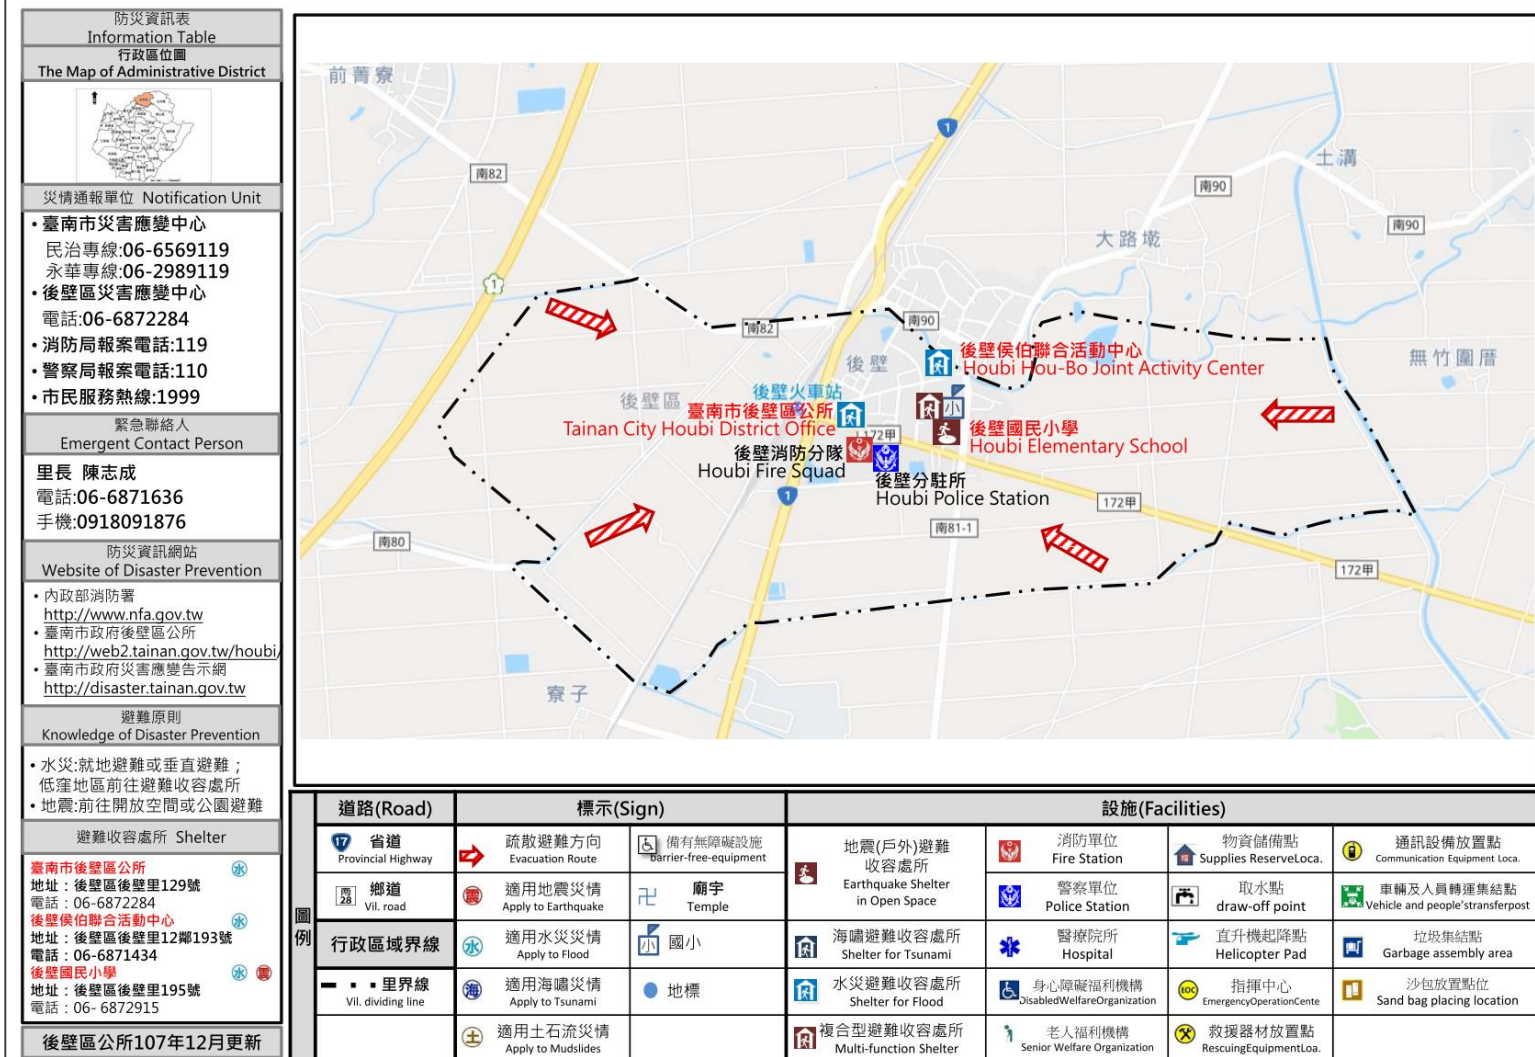 防災資訊表
Information Table
行政區位圖
The Map of Administrative District
災情通報單位 Notification Unit
•臺南市災害應變中心
民治專線:06-6569119
永華專線:06-2989119
•後壁區災害應變中心
電話:06-6872284
•消防局報案電話:119
•警察局報案電話:110
•市民服務熱線:1999
緊急聯絡人
Emergent Contact Person
里長 陳志成
電話:06-6871636
手機:0918091876
防災資訊網站
Website of Disaster Prevention
•內政部消防署
http://www.nfa.gov.tw
•臺南市政府後壁區公所
http://web2.tainan.gov.tw/houbi/
•臺南市政府災害應變告示網
http://disaster.tainan.gov.tw
避難原則
Knowledge of Disaster Prevention
•水災:就地避難或垂直避難；
低窪地區前往避難收容處所
•地震:前往開放空間或公園避難
避難收容處所 Shelter
臺南市後壁區公所 水
地址：後壁區後壁里129號
電話：06-6872284
後壁侯伯聯合活動中心 水
地址：後壁區後壁里12鄰193號
電話：06-6871434
後壁國民小學 水 震
地址：後壁區後壁里195號
電話：06- 6872915
後壁區公所107年12月更新
前菁寮
1
土溝
南82
南90
南90
大路墘
1
南82
南90
後壁
後壁侯伯聯合活動中心
Houbi Hou-Bo Joint Activity Center
無竹圍厝
後壁火車站
後壁區
臺南市後壁區公所
Tainan City Houbi District Office
小
172甲
後壁國民小學
Houbi Elementary School
後壁消防分隊
Houbi Fire Squad
後壁分駐所
Houbi Police Station
1
172甲
南81-1
南80
172甲
寮子
圖例
道路(Road)
標示(Sign)
設施(Facilities)
17 省道
Provincial Highway
疏散避難方向
Evacuation Route
備有無障礙設施
barrier-free-equipment
地震(戶外)避難
收容處所
Earthquake Shelter
in Open Space
消防單位
Fire Station
物資儲備點
Supplies ReserveLoca.
通訊設備放置點
Communication Equipment Loca.
南28 鄉道
Vil. road
震 適用地震災情
Apply to Earthquake
廟宇
Temple
警察單位
Police Station
取水點
draw-off point
車輛及人員轉運集結點
Vehicle and people'stransferpost
行政區域界線
水 適用水災災情
Apply to Flood
小 國小
海嘯避難收容處所
Shelter for Tsunami
醫療院所
Hospital
直升機起降點
Helicopter Pad
垃圾集結點
Garbage assembly area
里界線
Vil. dividing line
海 適用海嘯災情
Apply to Tsunami
地標
水災避難收容處所
Shelter for Flood
身心障礙福利機構
DisabledWelfareOrganization
EOC 指揮中心
EmergencyOperationCente
沙包放置點位
Sand bag placing location
土 適用土石流災情
Apply to Mudslides
複合型避難收容處所
Multi-function Shelter
老人福利機構
Senior Welfare Organization
救援器材放置點
RescuingEquipmentLoa.